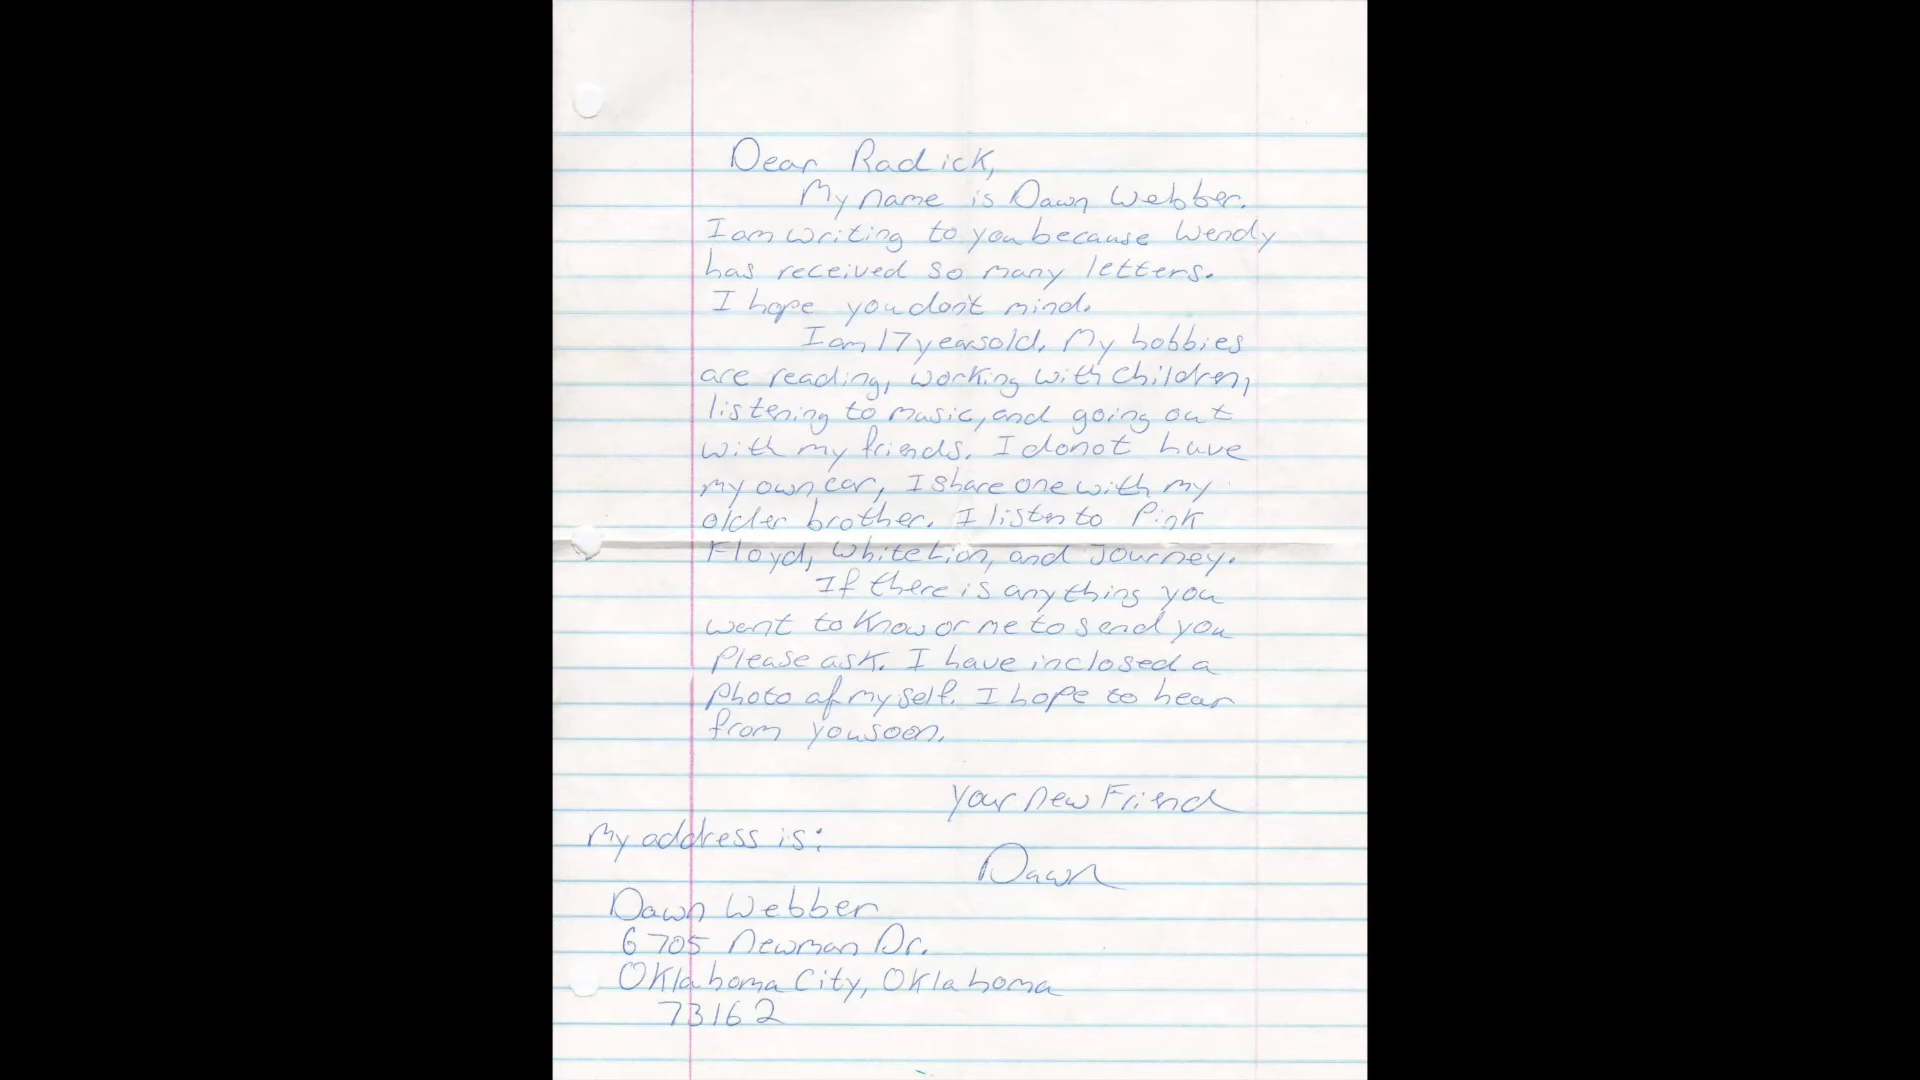 Dear Radick,
My name is Dawn Webber.
I am writing to you because Wendy
has received so many letters.
I hope you don't mind.
I am 17 years old. My hobbies
are reading, working with children,
listening to music, and going out
with my friends. I do not have
my own car, I share one with my
older brother. I listen to Pink
Floyd, White Lion, and Journey.
If there is anything you
want to know or me to send you
please ask. I have inclosed a
photo of myself. I hope to hear
from you soon.
Your new Friend
My address is:
Dawn
Dawn Webber
6705 Newman Dr.
Oklahoma City, Oklahoma
73162